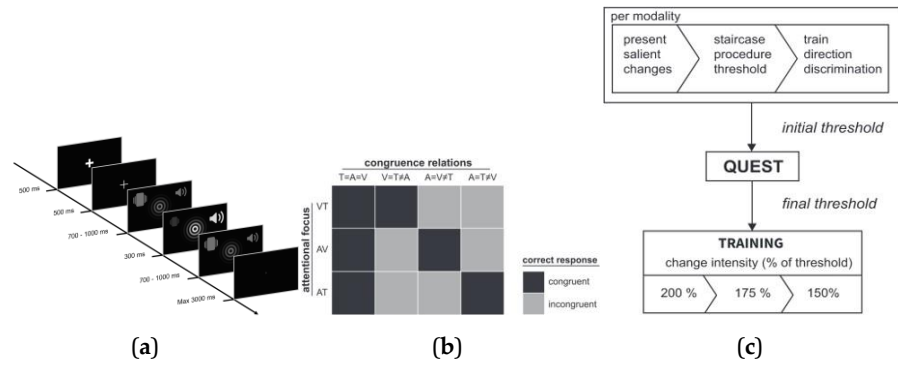 500 ms
500 ms
700 - 1000 ms
300 ms
700 - 1000 ms
Max 3000 ms
(a)
congruence relations
T=A=V V=T≠A A=V≠T A=T≠V
attentional focus
VT
AV
AT
correct response
congruent
incongruent
(b)
per modality
present salient changes
staircase procedure threshold
train direction discrimination
initial threshold
QUEST
final threshold
TRAINING
change intensity (% of threshold)
200 % 175 % 150%
(c)